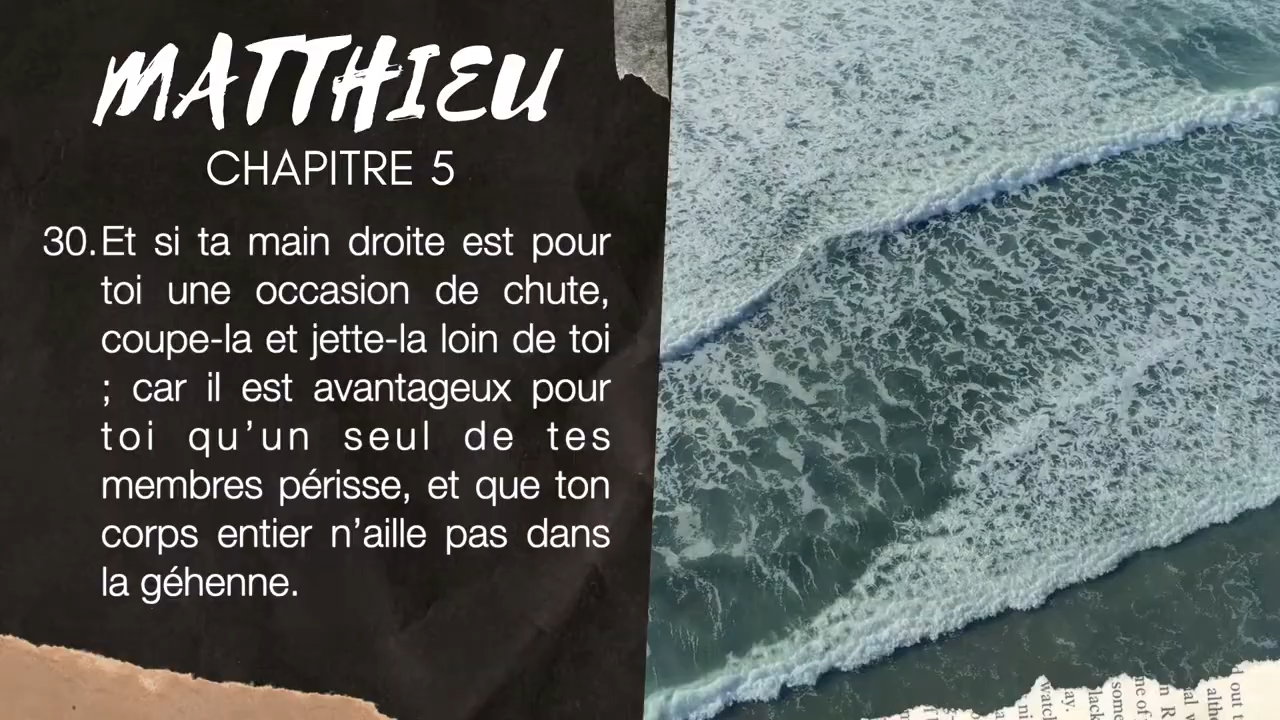 MATTHIEU
CHAPITRE 5
30. Et si ta main droite est pour
toi une occasion de chute,
coupe-la et jette-la loin de toi
; car il est avantageux pour
toi qu’un seul de tes
membres périsse, et que ton
corps entier n’aille pas dans
la géhenne.